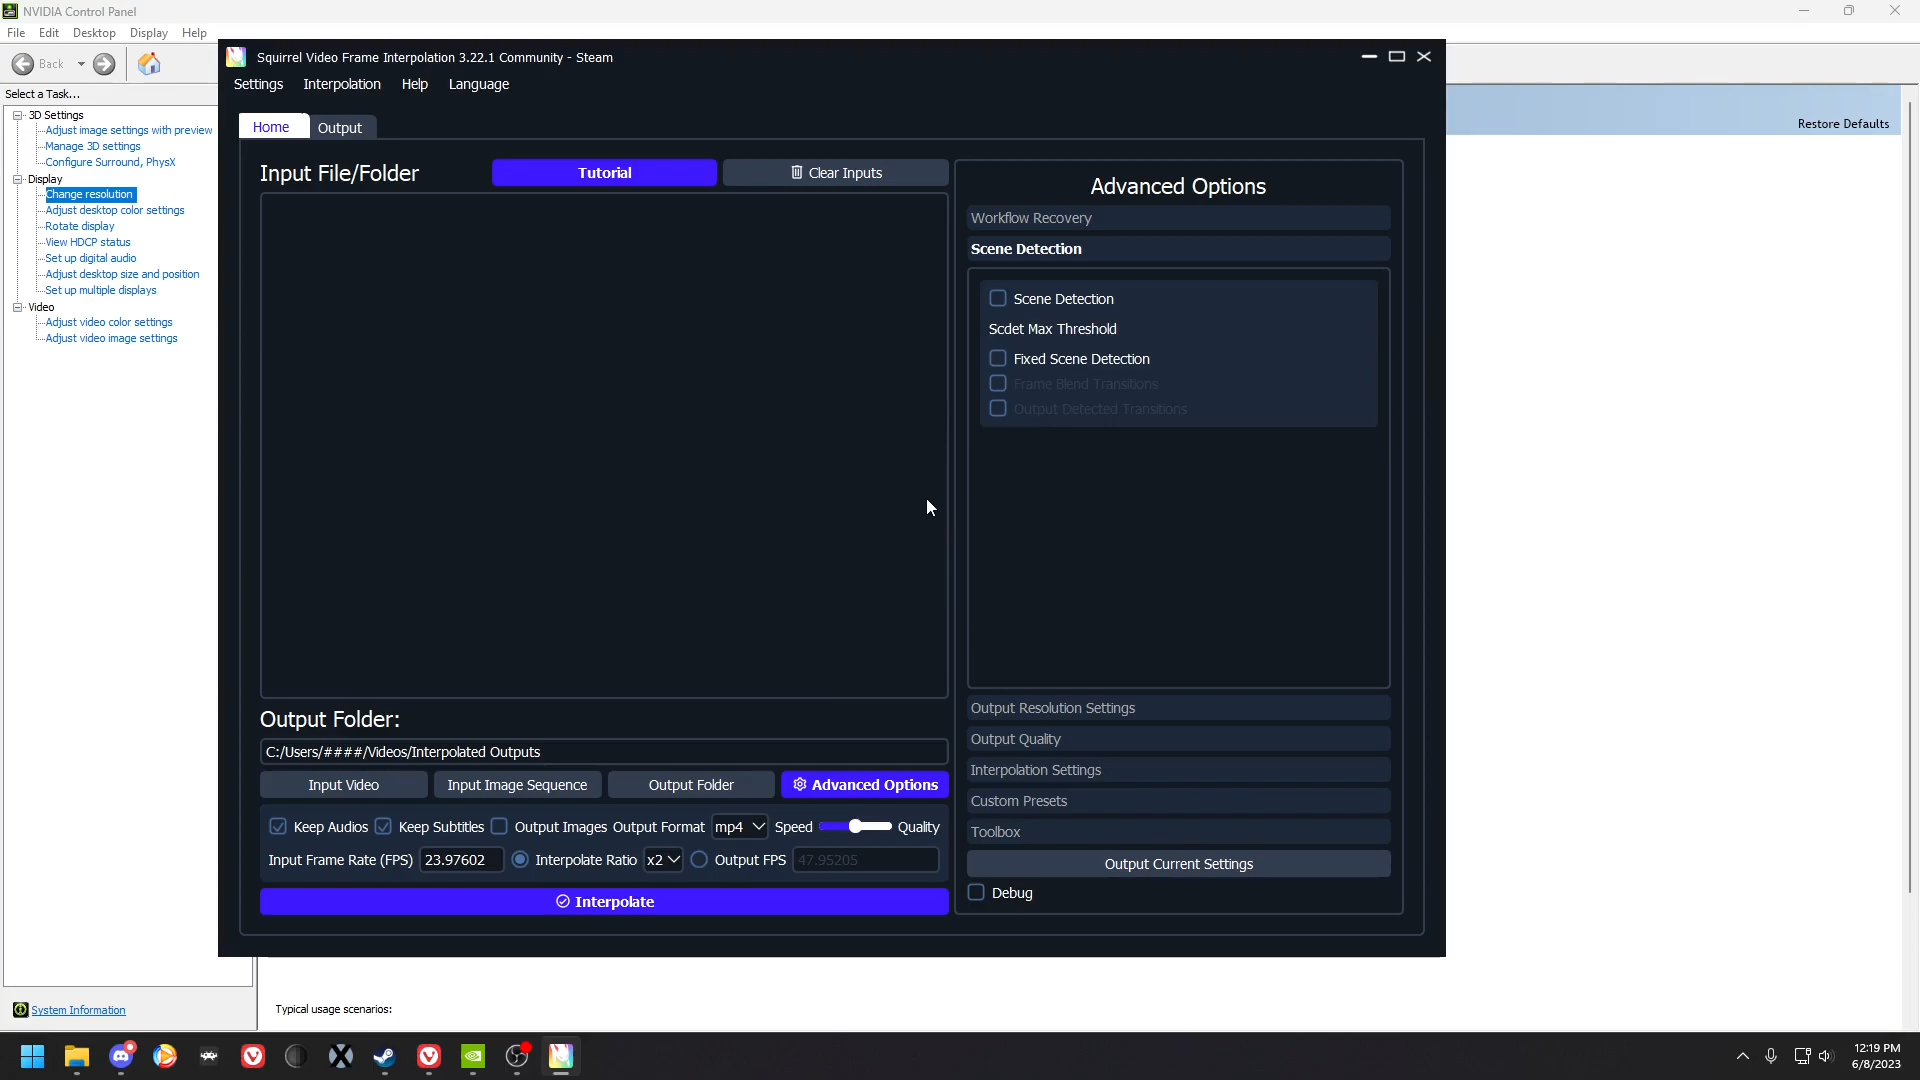 NVIDIA Control Panel
File Edit Desktop Display Help
Back
Select a Task...
3D Settings
Adjust image settings with preview
Manage 3D settings
Configure Surround, PhysX
Display
Change resolution
Adjust desktop color settings
Rotate display
View HDCP status
Set up digital audio
Adjust desktop size and position
Set up multiple displays
Video
Adjust video color settings
Adjust video image settings
System Information
Squirrel Video Frame Interpolation 3.22.1 Community - Steam
Settings Interpolation Help Language
Home Output
Input File/Folder
Tutorial
Clear Inputs
Output Folder:
C:/Users/####/Videos/Interpolated Outputs
Input Video Input Image Sequence Output Folder Advanced Options
Keep Audios Keep Subtitles Output Images Output Format mp4 Speed Quality
Input Frame Rate (FPS) 23.97602 Interpolate Ratio x2 Output FPS 47.95205
Interpolate
Advanced Options
Workflow Recovery
Scene Detection
Scene Detection
Scdet Max Threshold
Fixed Scene Detection
Frame Blend Transitions
Output Detected Transitions
Output Resolution Settings
Output Quality
Interpolation Settings
Custom Presets
Toolbox
Output Current Settings
Debug
Restore Defaults
Typical usage scenarios:
12:19 PM
6/8/2023